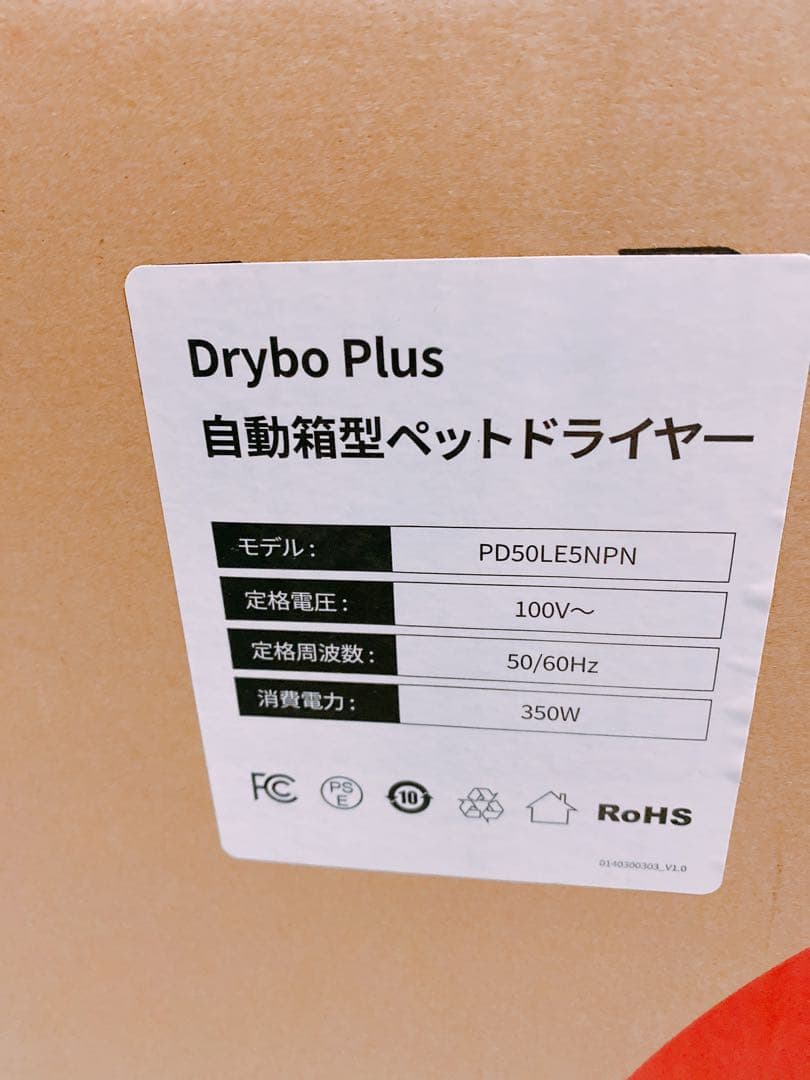 Drybo Plus
自動箱型ペットドライヤー
モデル： PD50LE5NPN
定格電圧： 100V～
定格周波数： 50/60Hz
消費電力： 350W
FC PS E 10 RoHS
0140300303_V1.0